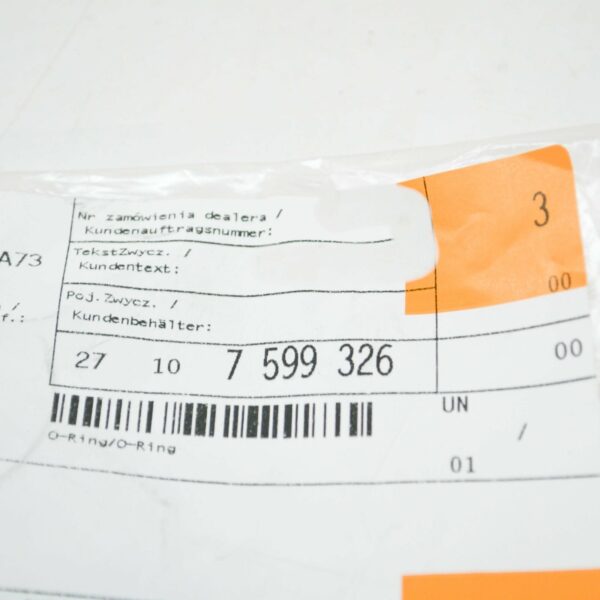 Nr zamówienia dealera /
Kundenauftragsnummer:
3
A73
TekstZwycz. /
Kundentext:
00
Poj.Zwycz. /
Kundenbehälter:
/
f.:
27 10 7 599 326
00
UN
/
O-Ring/O-Ring
01